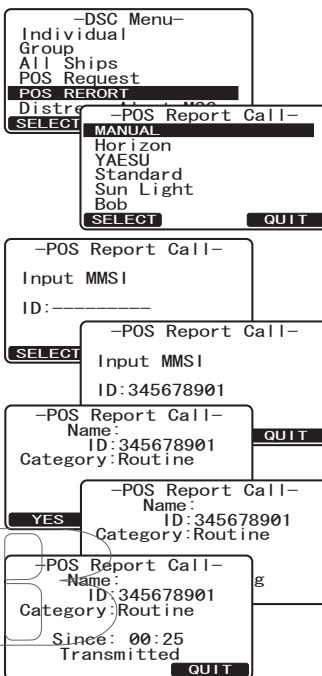 -DSC Menu-
Individual
Group
All Ships
POS Request
POS RERORT
SELECT
-POS Report Call-
MANUAL
Horizon
YAESU
Standard
Sun Light
Bob
SELECT QUIT
-POS Report Call-
Input MMSI
ID:---------
SELECT
-POS Report Call-
Input MMSI
ID:345678901
QUIT
-POS Report Call-
Name:
ID:345678901
Category:Routine
YES
-POS Report Call-
Name:
ID:345678901
Category:Routine
-POS Report Call-
Name:
ID:345678901
Category:Routine
Since: 00:25
Transmitted
QUIT